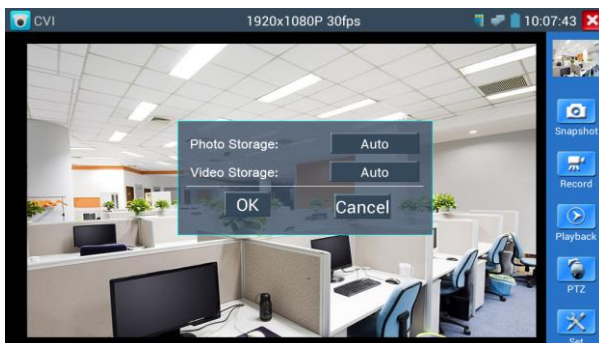 CVI 1920x1080P 30fps 10:07:43
Snapshot
Photo Storage: Auto
Video Storage: Auto
Record
OK Cancel
Playback
PTZ
Set